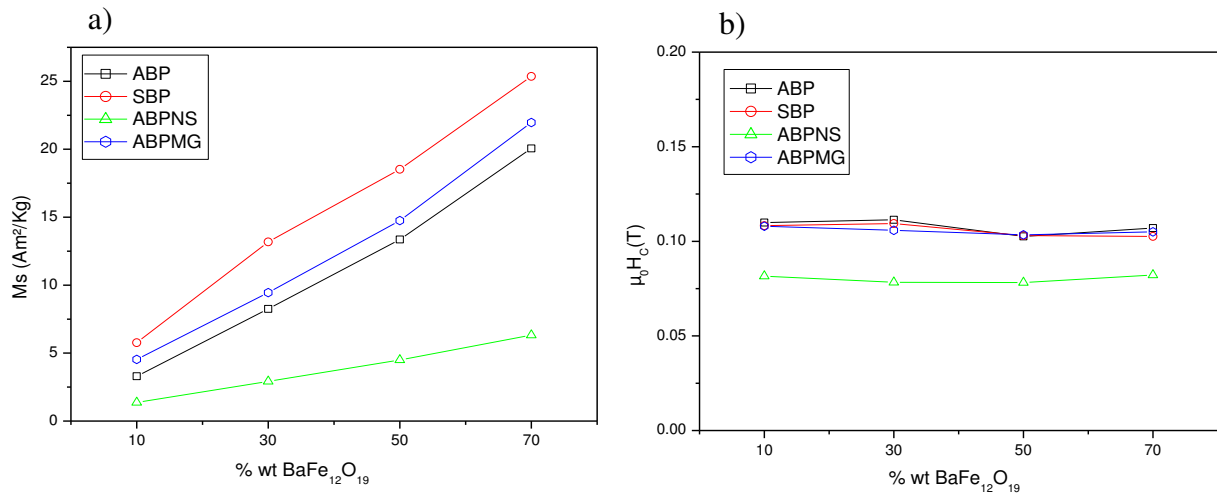 a)
Ms (Am²/Kg)
25
20
15
10
5
0
ABP
SBP
ABPNS
ABPMG
10 30 50 70
% wt BaFe₁₂O₁₉
b)
μ₀H_C(T)
0.20
0.15
0.10
0.05
0.00
ABP
SBP
ABPNS
ABPMG
10 30 50 70
% wt BaFe₁₂O₁₉